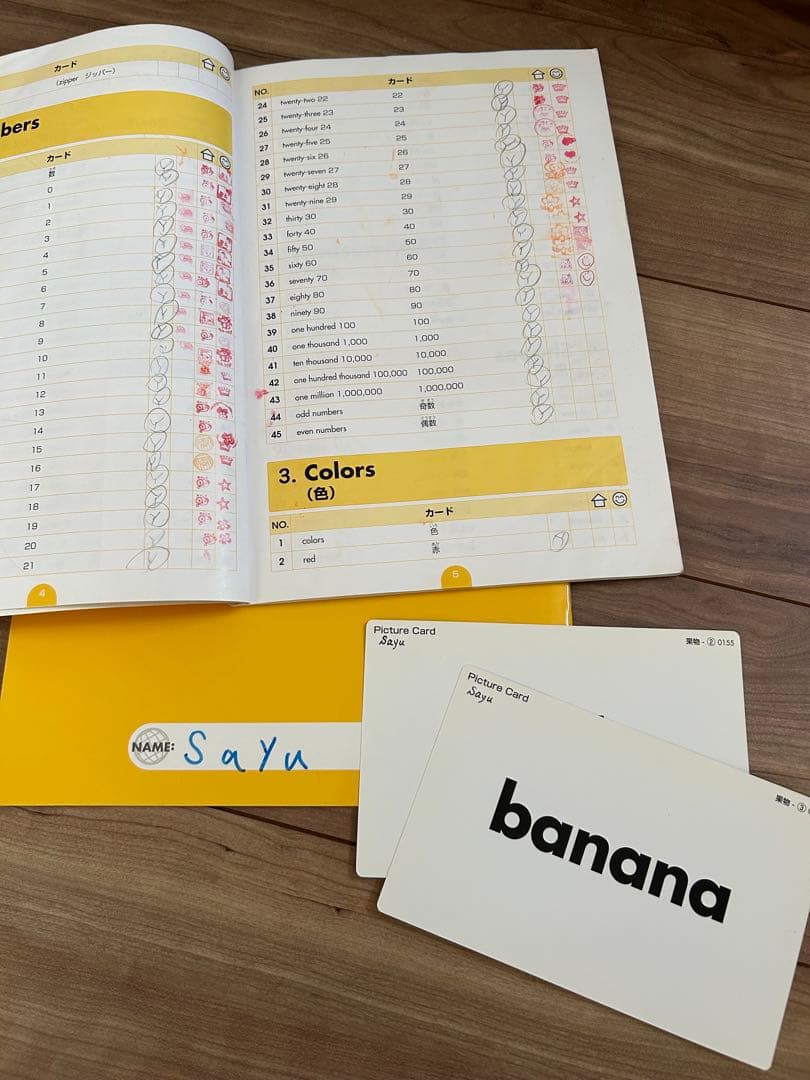 カード
(zipper ジッパー)
bers
カード
数
0
1
2
3
4
5
6
7
8
9
10
11
12
13
14
15
16
17
18
19
20
21
4
NO. カード
24 twenty-two 22 22
25 twenty-three 23 23
26 twenty-four 24 24
27 twenty-five 25 25
28 twenty-six 26 26
29 twenty-seven 27 27
30 twenty-eight 28 28
31 twenty-nine 29 29
32 thirty 30 30
33 forty 40 40
34 fifty 50 50
35 sixty 60 60
36 seventy 70 70
37 eighty 80 80
38 ninety 90 90
39 one hundred 100 100
40 one thousand 1,000 1,000
41 ten thousand 10,000 10,000
42 one hundred thousand 100,000 100,000
43 one million 1,000,000 1,000,000
44 odd numbers 奇数
45 even numbers 偶数
3. Colors
(色)
NO. カード
1 colors 色
2 red 赤
5
NAME: Sayu
Picture Card 果物 - ② 0155
Sayu
Picture Card 果物 - ③
Sayu
banana